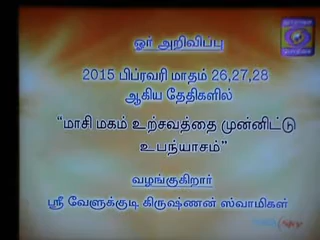 ஓர் அறிவிப்பு
2015 பிப்ரவரி மாதம் 26,27,28
ஆகிய தேதிகளில்
“மாசி மகம் உற்சவத்தை முன்னிட்டு
உபந்யாசம்”
வழங்குகிறார்
ஸ்ரீ வேளுக்குடி கிருஷ்ணன் ஸ்வாமிகள்